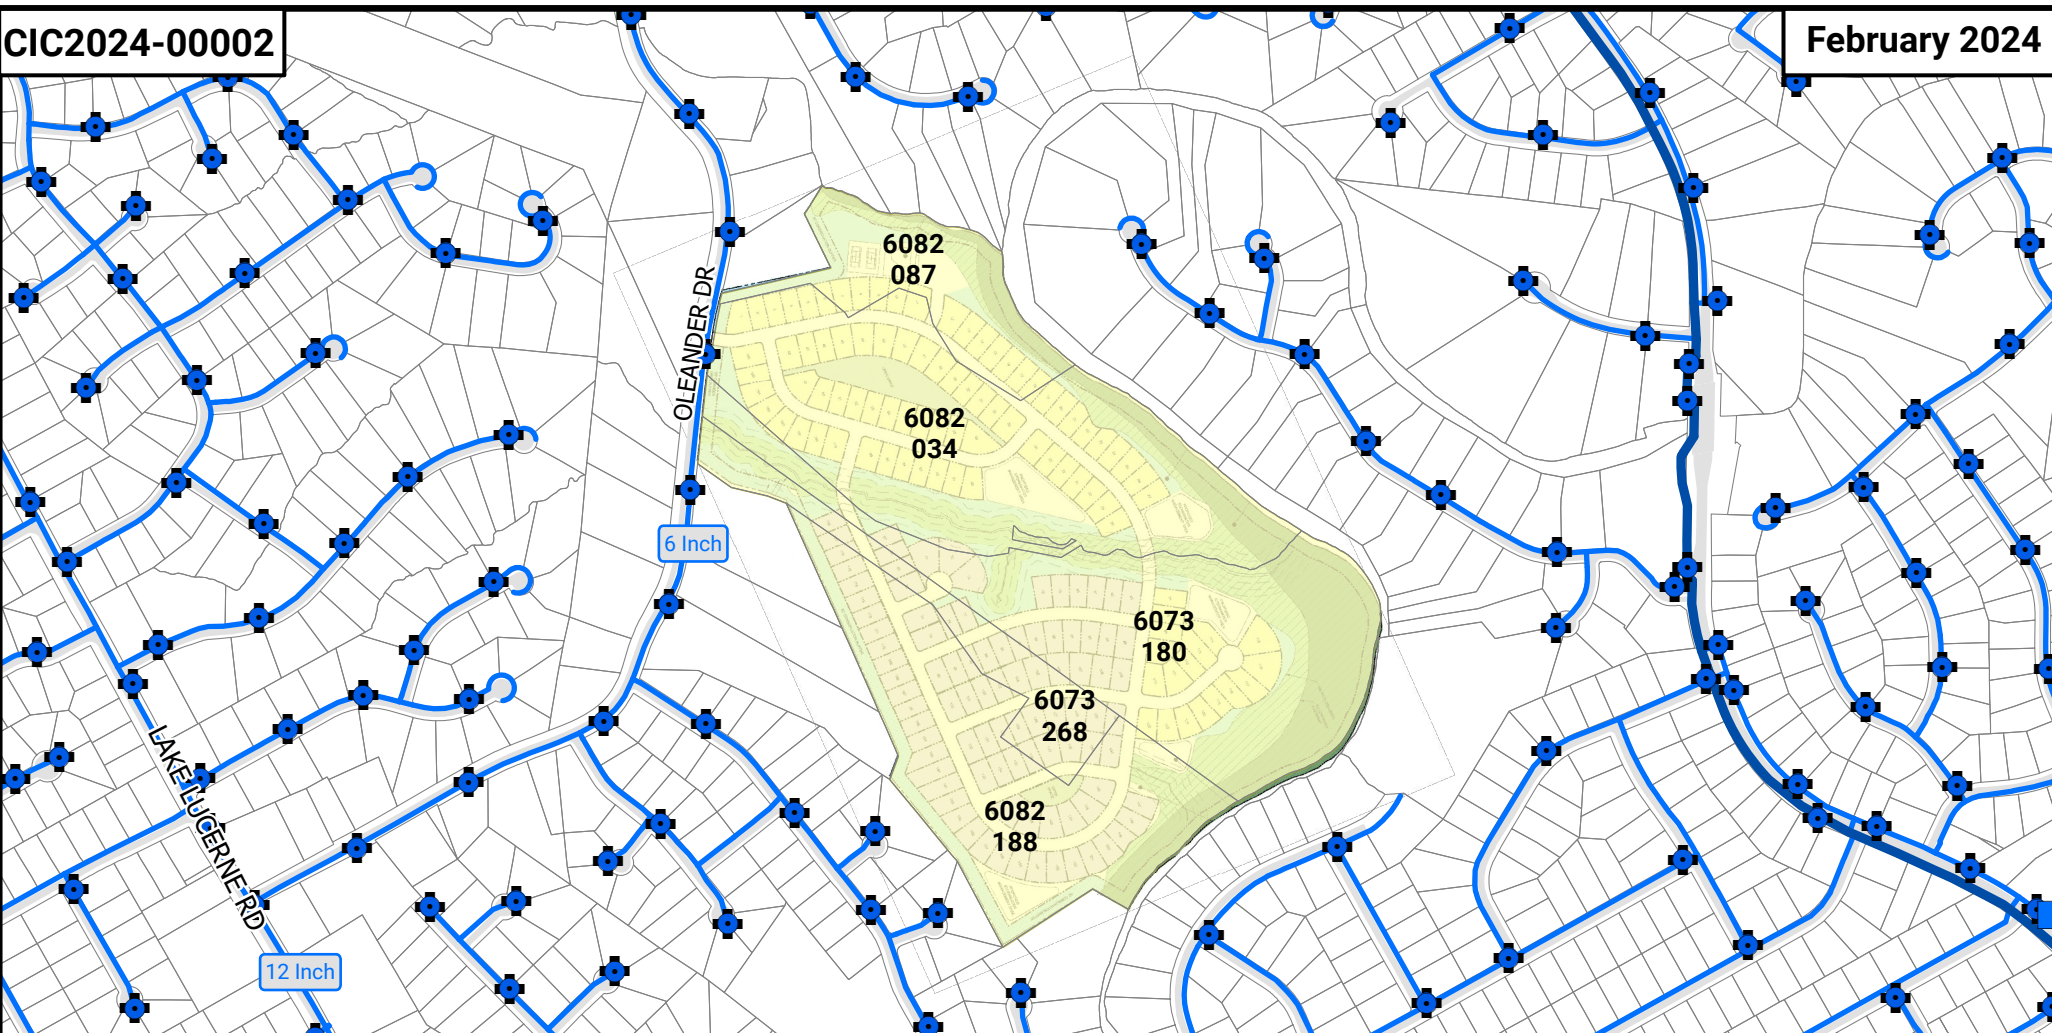 CIC2024-00002
February 2024
6082
087
OLEANDER DR
6082
034
6 Inch
6073
180
6073
268
LAKE LUCERNE RD
6082
188
12 Inch